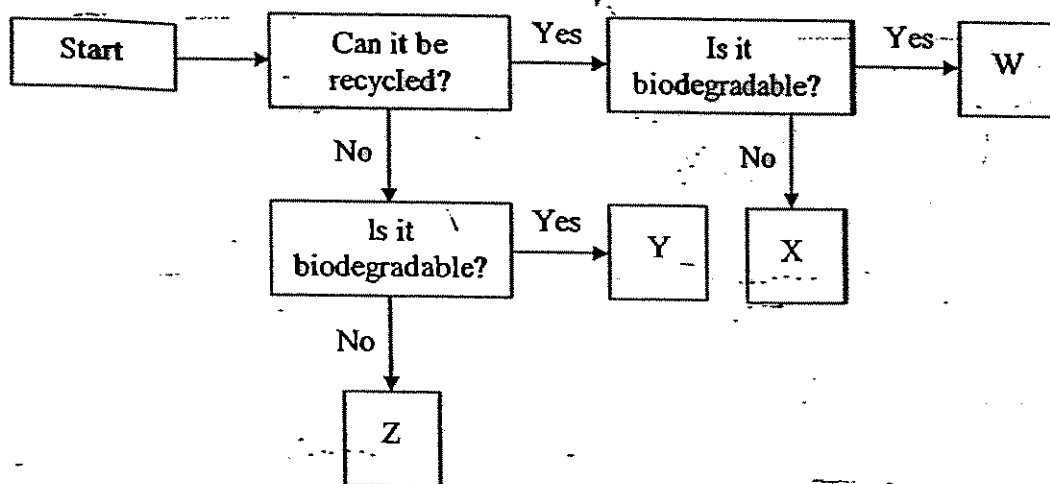 Start
Can it be
recycled?
Yes
Is it
biodegradable?
Yes
W
No
No
Is it
biodegradable?
Yes
Y
X
No
Z